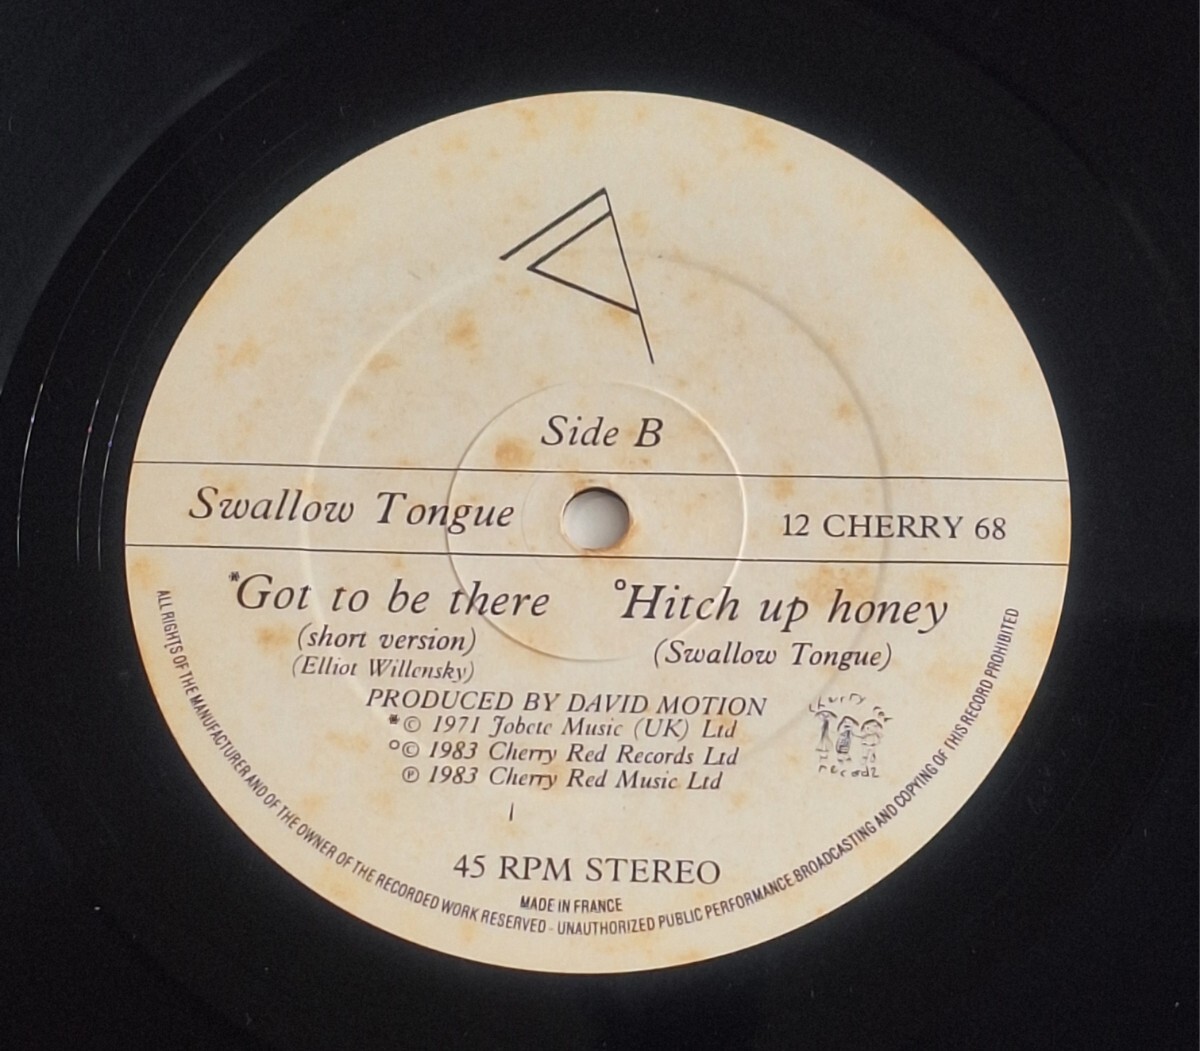 Side B
Swallow Tongue
12 CHERRY 68
*Got to be there
(short version)
(Elliot Willensky)
°Hitch up honey
(Swallow Tongue)
PRODUCED BY DAVID MOTION
*© 1971 Jobete Music (UK) Ltd
°© 1983 Cherry Red Records Ltd
℗ 1983 Cherry Red Music Ltd
cherry
records
45 RPM STEREO
MADE IN FRANCE
ALL RIGHTS OF THE MANUFACTURER AND OF THE OWNER OF THE RECORDED WORK RESERVED - UNAUTHORIZED PUBLIC PERFORMANCE BROADCASTING AND COPYING OF THIS RECORD PROHIBITED